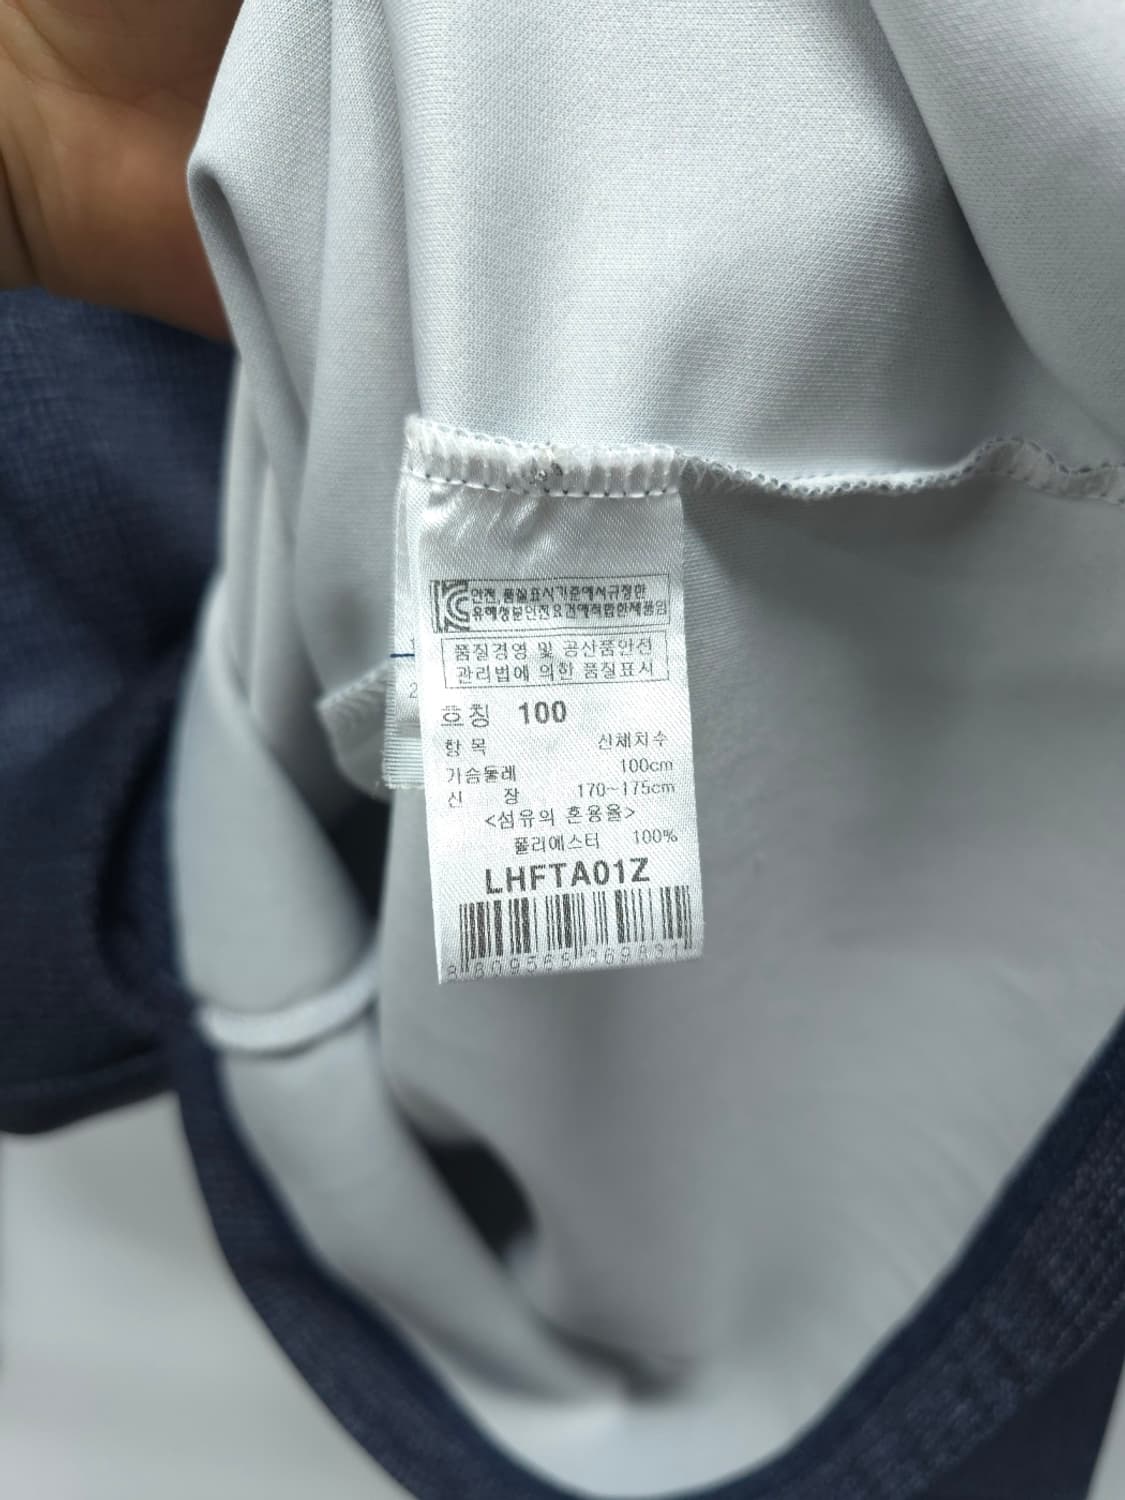 안전, 품질표시기준에서규정한
유해성분안전요건에적합한제품임
품질경영 및 공산품안전
관리법에 의한 품질표시
호칭 100
항목 신체치수
가슴둘레 100cm
신 장 170~175cm
<섬유의 혼용율>
폴리에스터 100%
LHFTA01Z
8809565369831
2